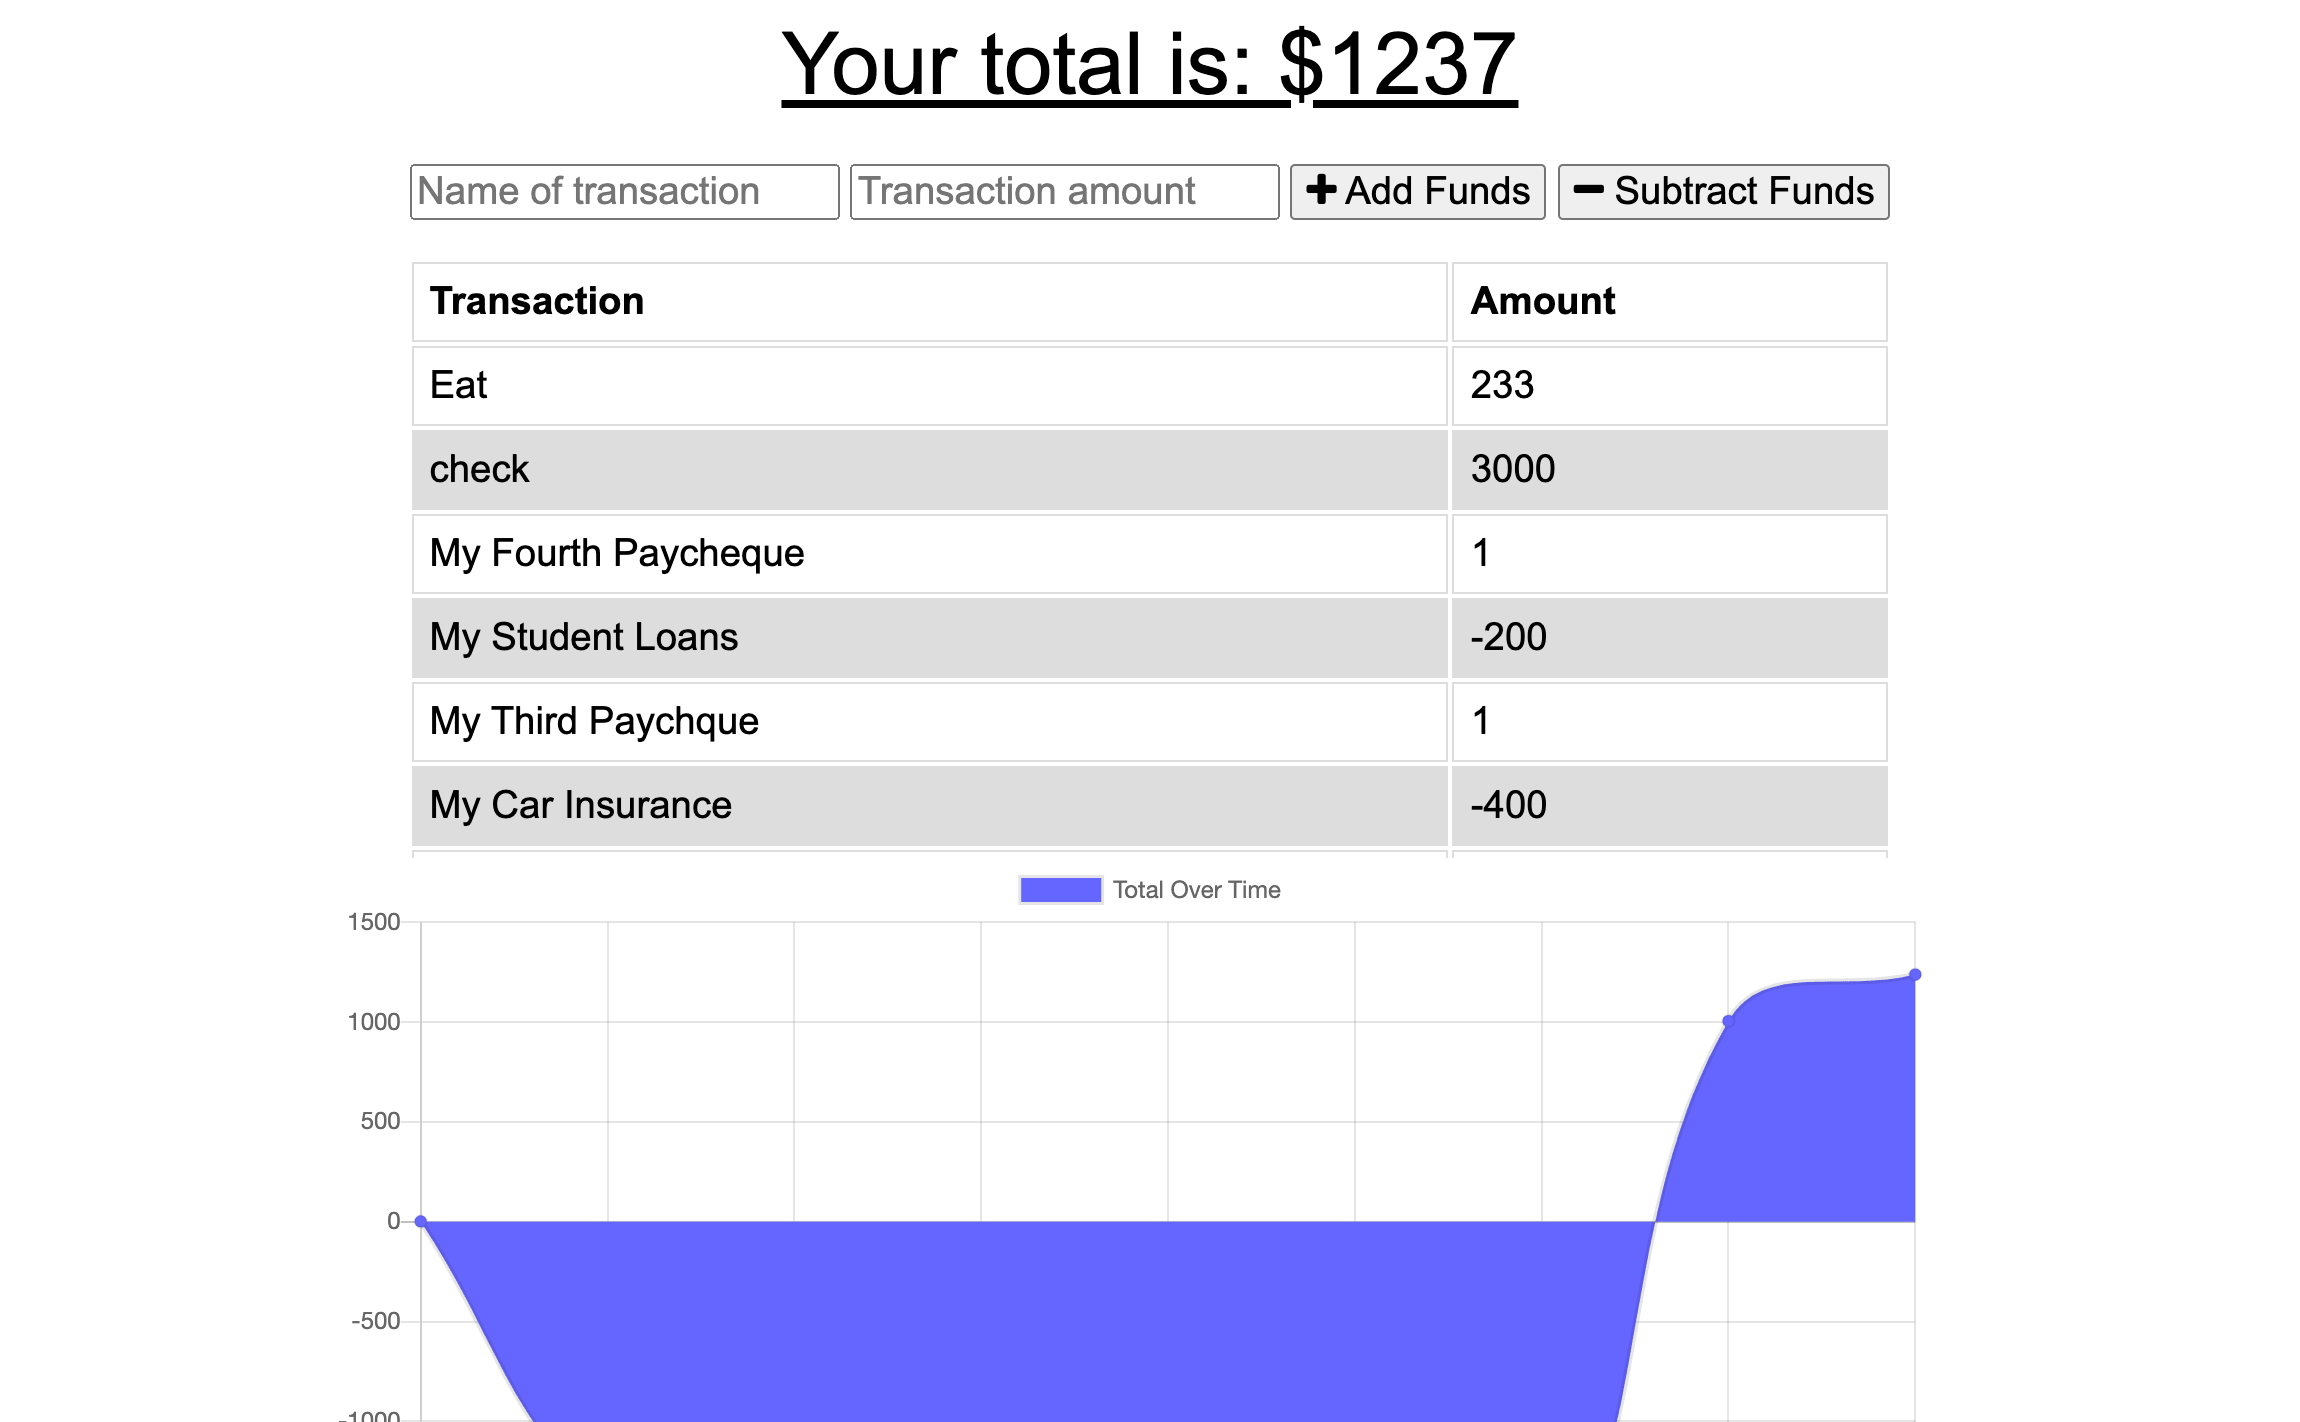 Your total is: $1237
Name of transaction Transaction amount Add Funds Subtract Funds
Transaction Amount
Eat 233
check 3000
My Fourth Paycheque 1
My Student Loans -200
My Third Paychque 1
My Car Insurance -400
Total Over Time
1500
1000
500
0
-500
-1000